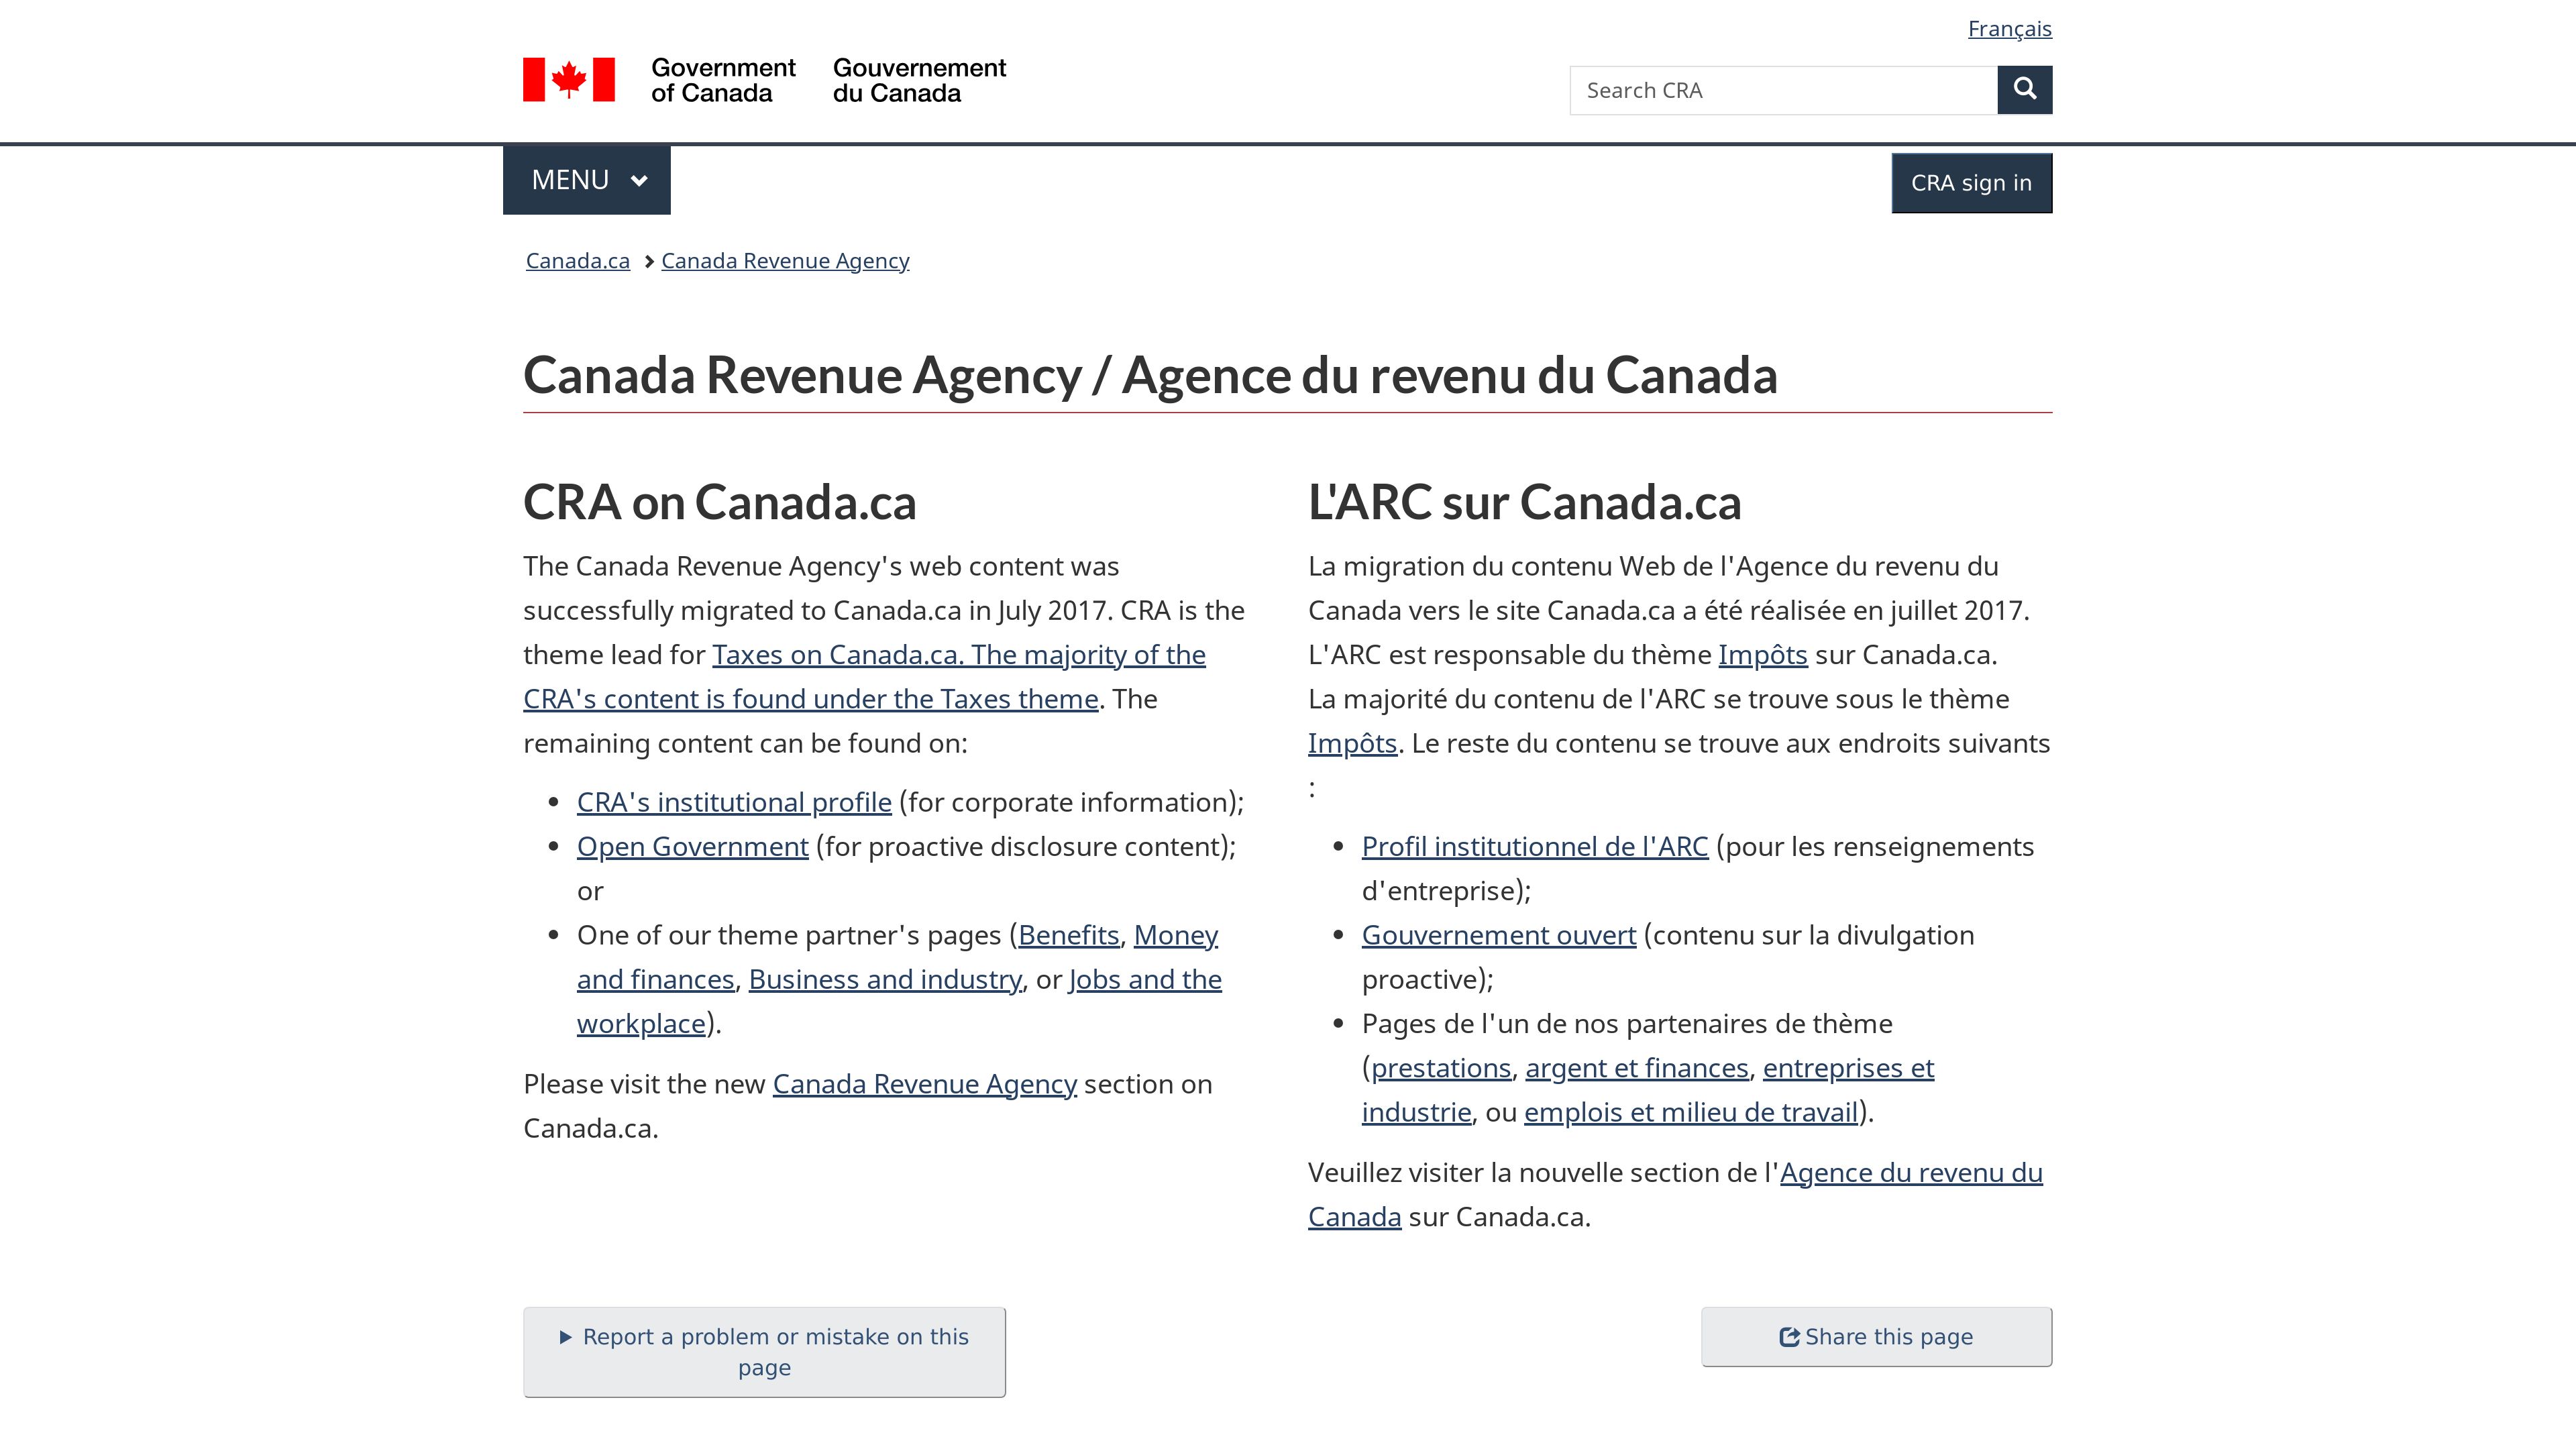 Français
Government
of Canada
Gouvernement
du Canada
Search CRA
MENU
CRA sign in
Canada.ca
Canada Revenue Agency
Canada Revenue Agency / Agence du revenu du Canada
CRA on Canada.ca
The Canada Revenue Agency's web content was
successfully migrated to Canada.ca in July 2017. CRA is the
theme lead for Taxes on Canada.ca. The majority of the
CRA's content is found under the Taxes theme. The
remaining content can be found on:
CRA's institutional profile (for corporate information);
Open Government (for proactive disclosure content);
or
One of our theme partner's pages (Benefits, Money
and finances, Business and industry, or Jobs and the
workplace).
Please visit the new Canada Revenue Agency section on
Canada.ca.
L'ARC sur Canada.ca
La migration du contenu Web de l'Agence du revenu du
Canada vers le site Canada.ca a été réalisée en juillet 2017.
L'ARC est responsable du thème Impôts sur Canada.ca.
La majorité du contenu de l'ARC se trouve sous le thème
Impôts. Le reste du contenu se trouve aux endroits suivants
:
Profil institutionnel de l'ARC (pour les renseignements
d'entreprise);
Gouvernement ouvert (contenu sur la divulgation
proactive);
Pages de l'un de nos partenaires de thème
(prestations, argent et finances, entreprises et
industrie, ou emplois et milieu de travail).
Veuillez visiter la nouvelle section de l'Agence du revenu du
Canada sur Canada.ca.
Report a problem or mistake on this
page
Share this page